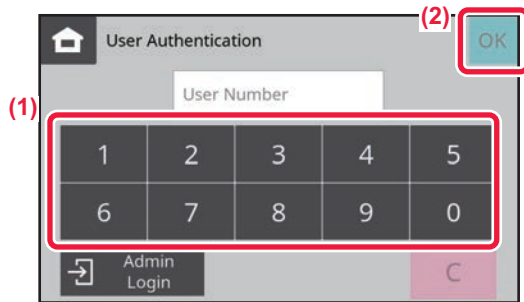 (2)
User Authentication
OK
User Number
(1)
1 2 3 4 5
6 7 8 9 0
Admin
Login
C